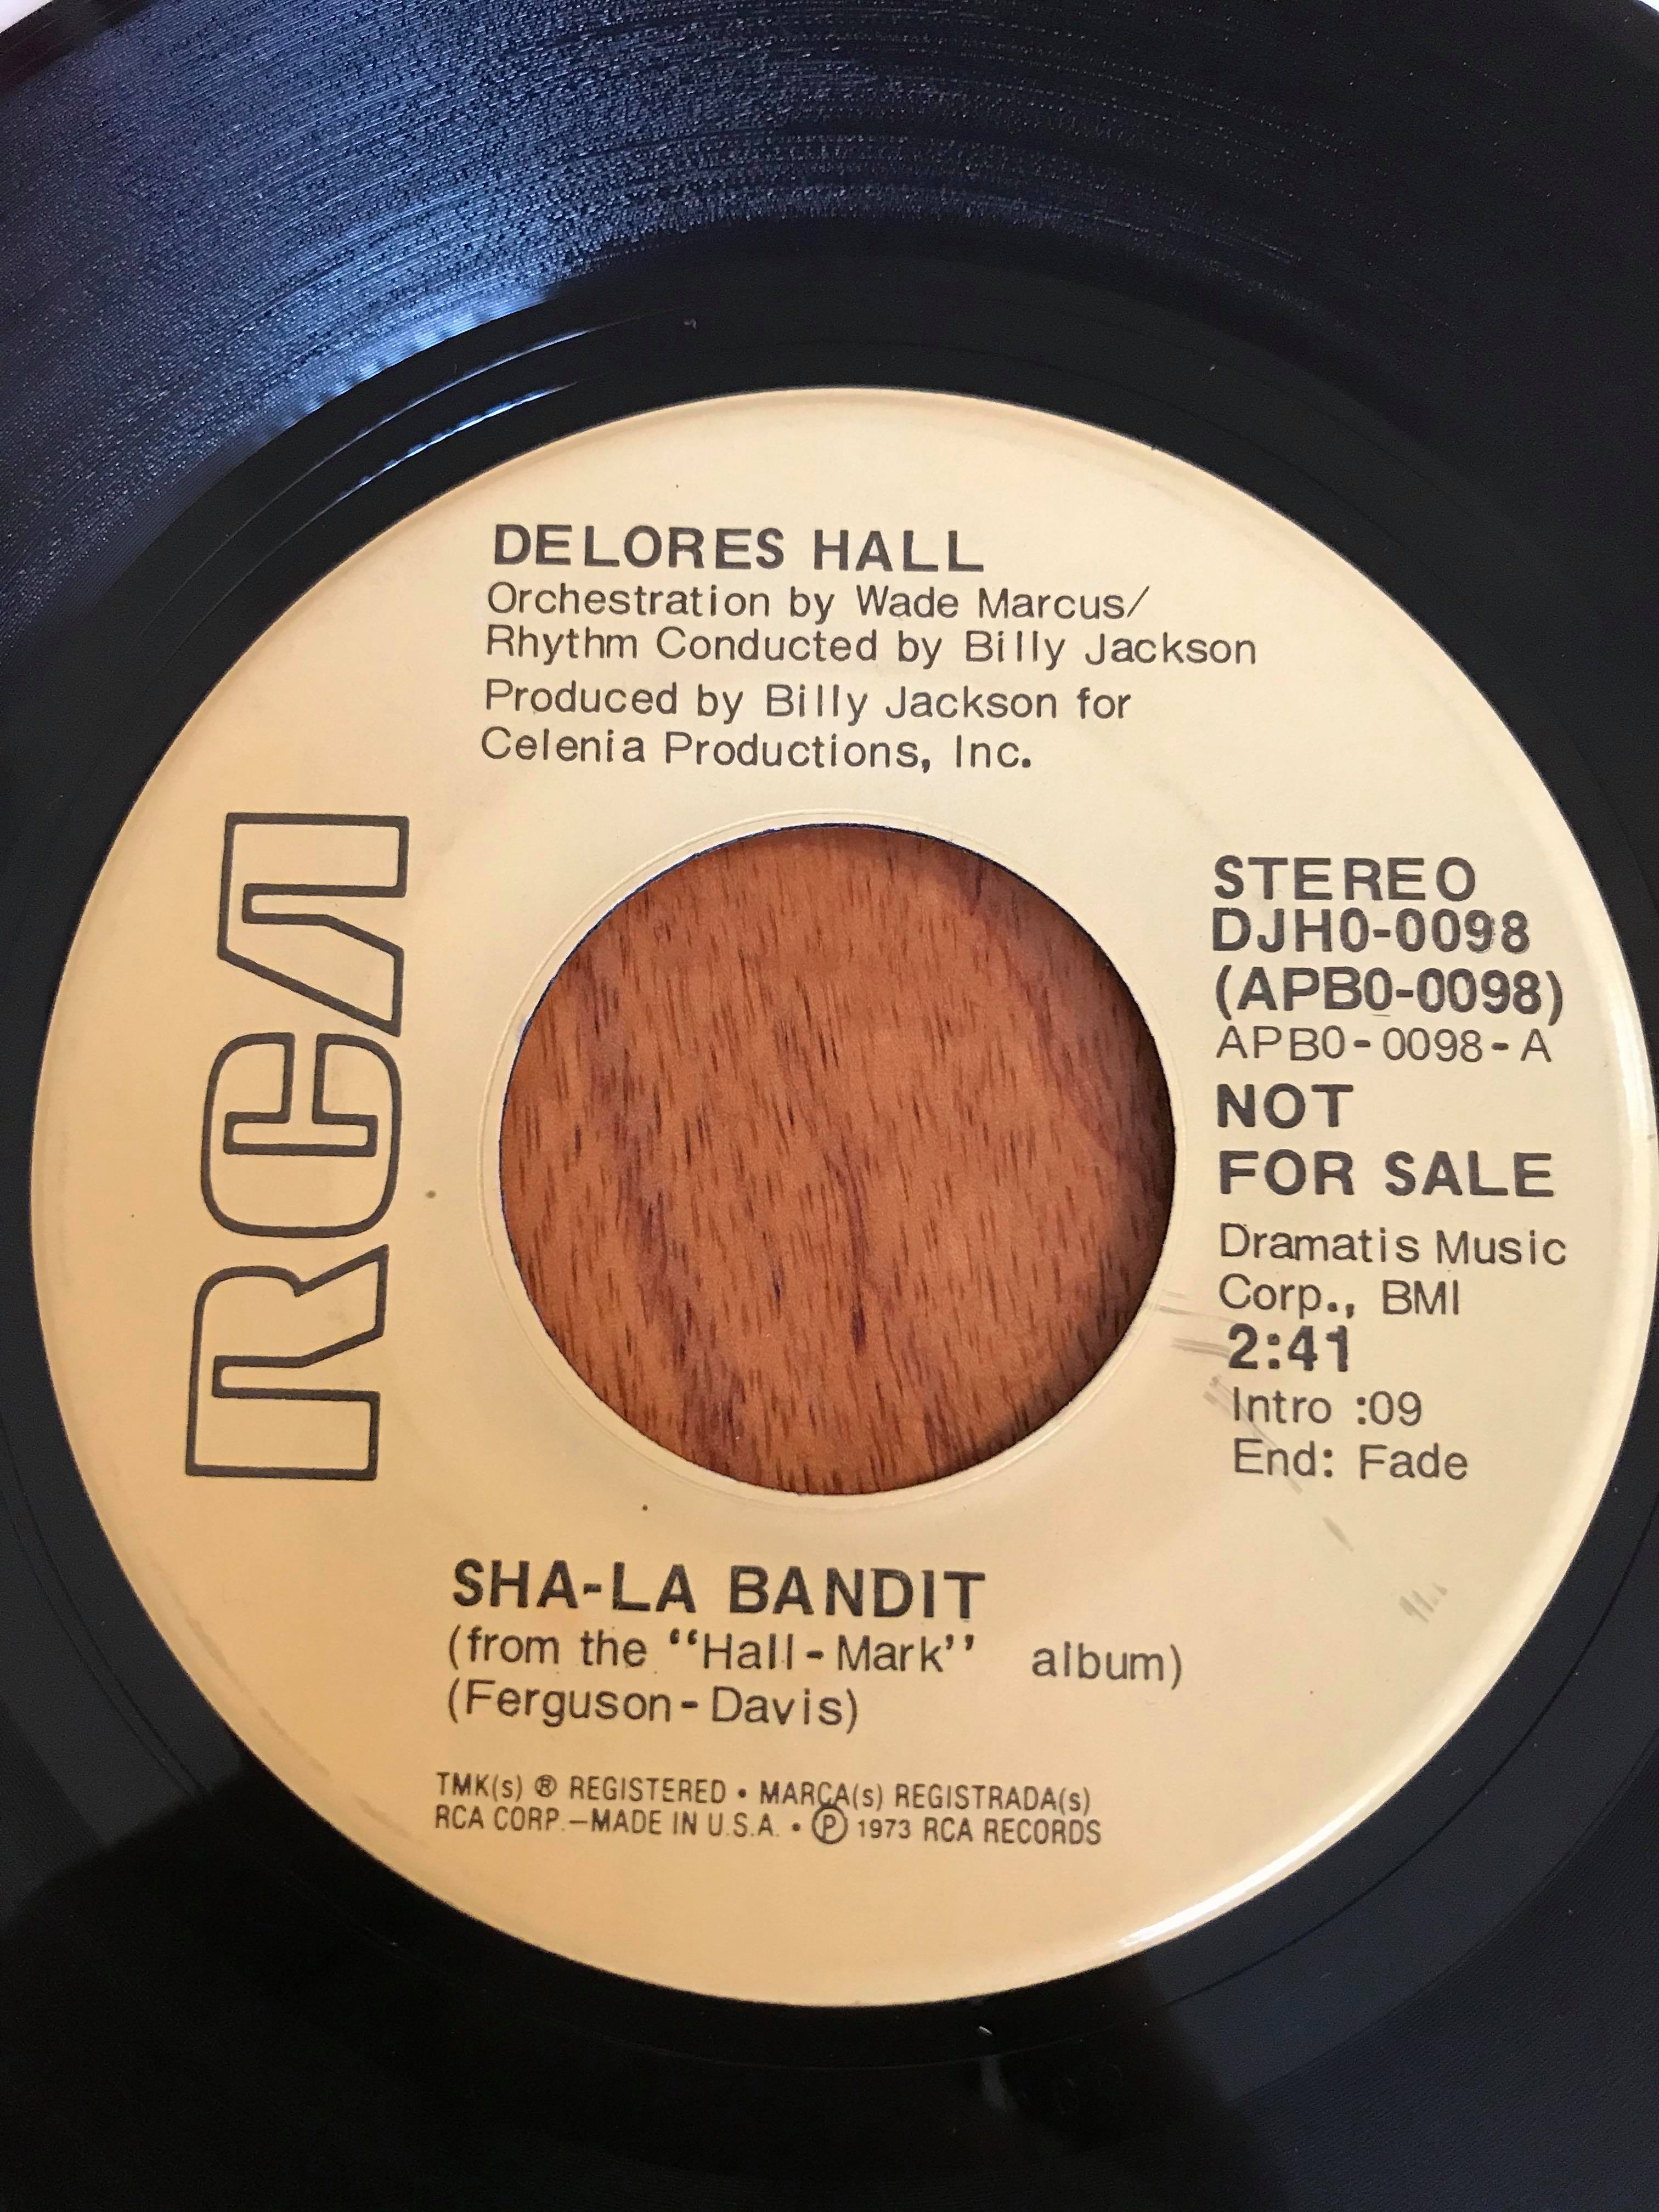 DELORES HALL
Orchestration by Wade Marcus/
Rhythm Conducted by Billy Jackson
Produced by Billy Jackson for
Celenia Productions, Inc.
RCA
STEREO
DJH0-0098
(APB0-0098)
APB0-0098-A
NOT
FOR SALE
Dramatis Music
Corp., BMI
2:41
Intro :09
End: Fade
SHA-LA BANDIT
(from the “Hall-Mark” album)
(Ferguson-Davis)
TMK(s) ® REGISTERED • MARCA(s) REGISTRADA(s)
RCA CORP.—MADE IN U.S.A. • ℗ 1973 RCA RECORDS